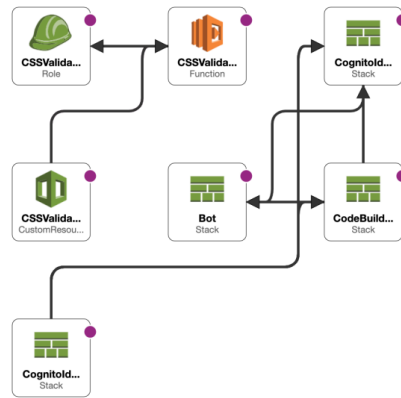 CSSValida...
Role
CSSValida...
Function
CognitoId...
Stack
CSSValida...
CustomResou...
Bot
Stack
CodeBuild...
Stack
CognitoId...
Stack